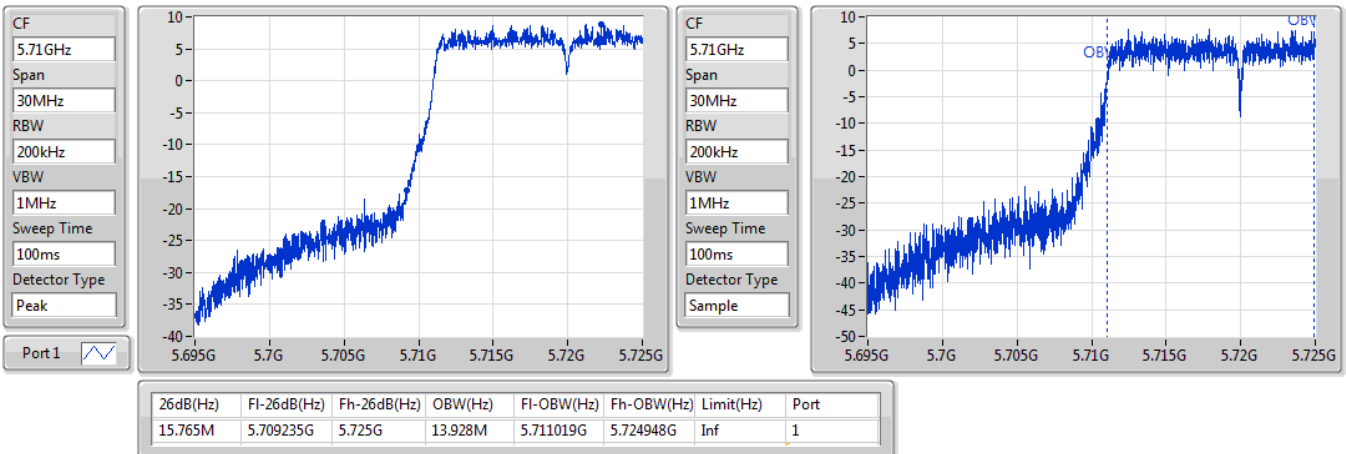 CF
5.71GHz
Span
30MHz
RBW
200kHz
VBW
1MHz
Sweep Time
100ms
Detector Type
Peak
Port 1
10
5
0
-5
-10
-15
-20
-25
-30
-35
-40
5.695G 5.7G 5.705G 5.71G 5.715G 5.72G 5.725G
CF
5.71GHz
Span
30MHz
RBW
200kHz
VBW
1MHz
Sweep Time
100ms
Detector Type
Sample
10
5
0
-5
-10
-15
-20
-25
-30
-35
-40
-45
-50
OBW
OBW
5.695G 5.7G 5.705G 5.71G 5.715G 5.72G 5.725G
26dB(Hz) Fl-26dB(Hz) Fh-26dB(Hz) OBW(Hz) Fl-OBW(Hz) Fh-OBW(Hz) Limit(Hz) Port
15.765M 5.709235G 5.725G 13.928M 5.711019G 5.724948G Inf 1